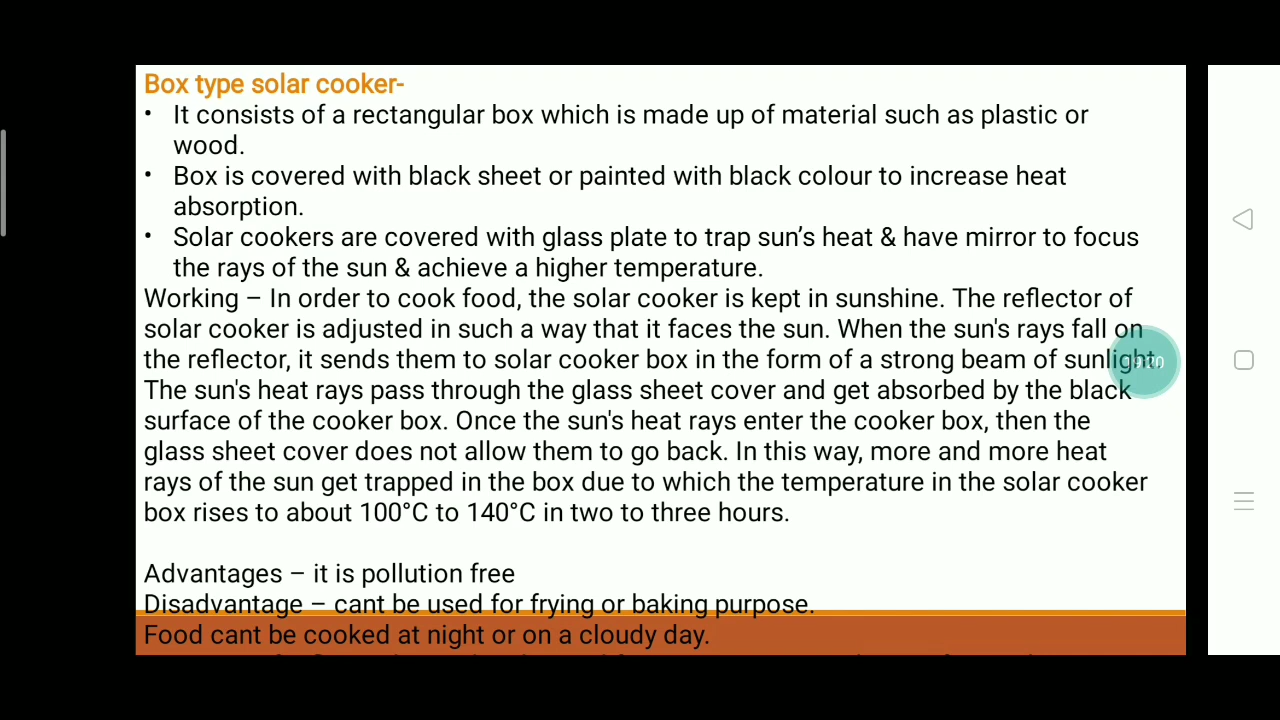 Box type solar cooker-
• It consists of a rectangular box which is made up of material such as plastic or
wood.
• Box is covered with black sheet or painted with black colour to increase heat
absorption.
• Solar cookers are covered with glass plate to trap sun's heat & have mirror to focus
the rays of the sun & achieve a higher temperature.
Working – In order to cook food, the solar cooker is kept in sunshine. The reflector of
solar cooker is adjusted in such a way that it faces the sun. When the sun's rays fall on
the reflector, it sends them to solar cooker box in the form of a strong beam of sunlight.
The sun's heat rays pass through the glass sheet cover and get absorbed by the black
surface of the cooker box. Once the sun's heat rays enter the cooker box, then the
glass sheet cover does not allow them to go back. In this way, more and more heat
rays of the sun get trapped in the box due to which the temperature in the solar cooker
box rises to about 100°C to 140°C in two to three hours.
Advantages – it is pollution free
Disadvantage – cant be used for frying or baking purpose.
Food cant be cooked at night or on a cloudy day.